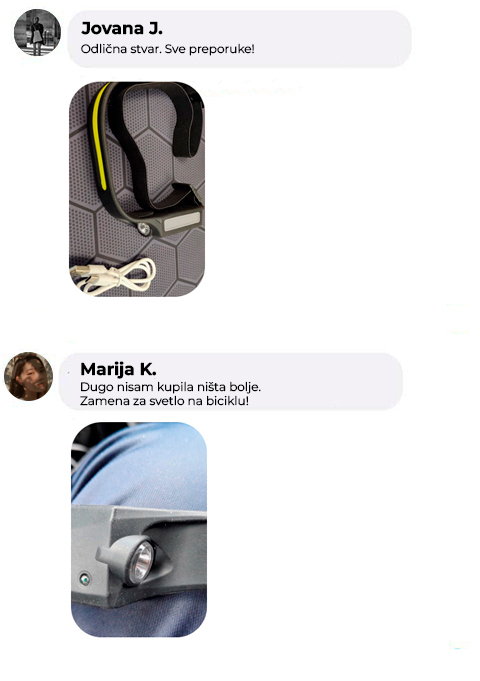 Jovana J.
Odlična stvar. Sve preporuke!
Marija K.
Dugo nisam kupila ništa bolje.
Zamena za svetlo na biciklu!